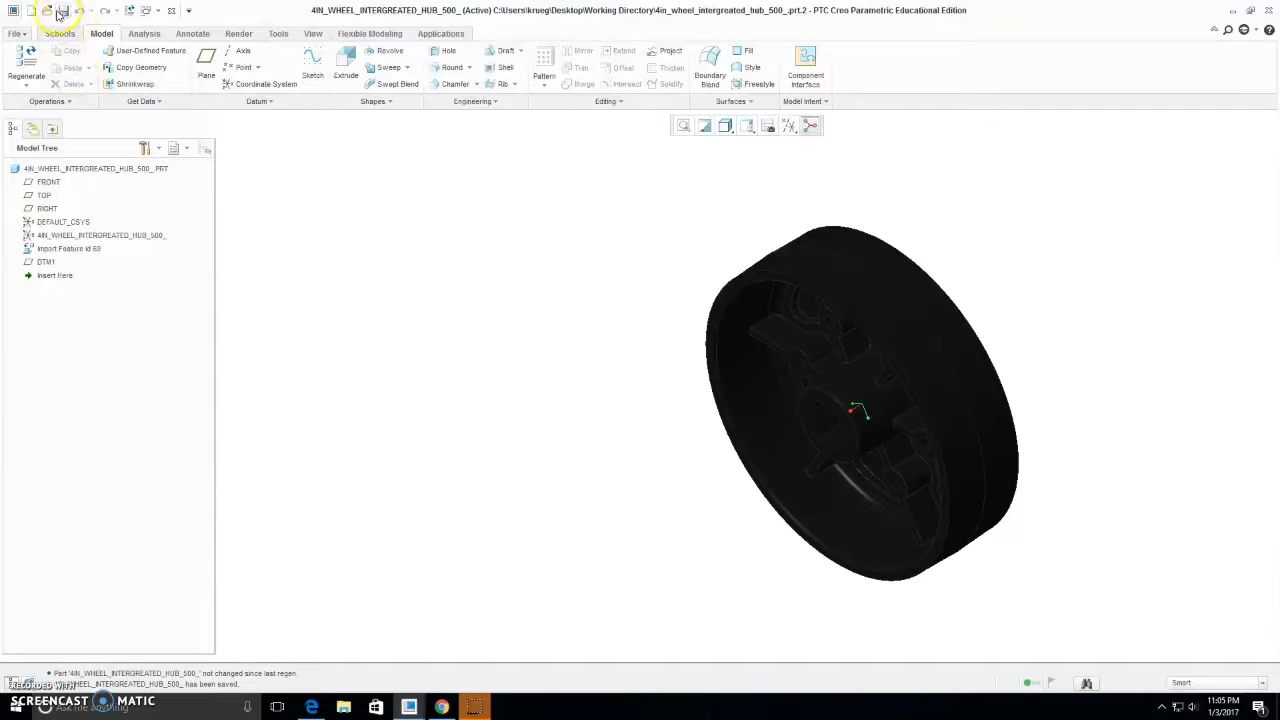 4IN_WHEEL_INTERGREATED_HUB_500_ (Active) C:\Users\krueg\Desktop\Working Directory\4in_wheel_intergreated_hub_500_.prt.2 - PTC Creo Parametric Educational Edition
File Schools Model Analysis Annotate Render Tools View Flexible Modeling Applications
Regenerate
Copy
Paste
Delete
User-Defined Feature
Copy Geometry
Shrinkwrap
Plane
Axis
Point
Coordinate System
Sketch
Extrude
Revolve
Sweep
Swept Blend
Hole
Round
Chamfer
Draft
Shell
Rib
Pattern
Mirror
Trim
Merge
Extend
Offset
Intersect
Project
Thicken
Solidify
Boundary Blend
Fill
Style
Freestyle
Component Interface
Operations Get Data Datum Shapes Engineering Editing Surfaces Model Intent
Model Tree
4IN_WHEEL_INTERGREATED_HUB_500_.PRT
FRONT
TOP
RIGHT
DEFAULT_CSYS
4IN_WHEEL_INTERGREATED_HUB_500_
Import Feature id 69
DTM1
Insert Here
Part '4IN_WHEEL_INTERGREATED_HUB_500_' not changed since last regen.
_WHEEL_INTERGREATED_HUB_500_ has been saved.
Smart
RECORDED WITH
SCREENCAST MATIC
Ask me anything
11:05 PM
1/3/2017